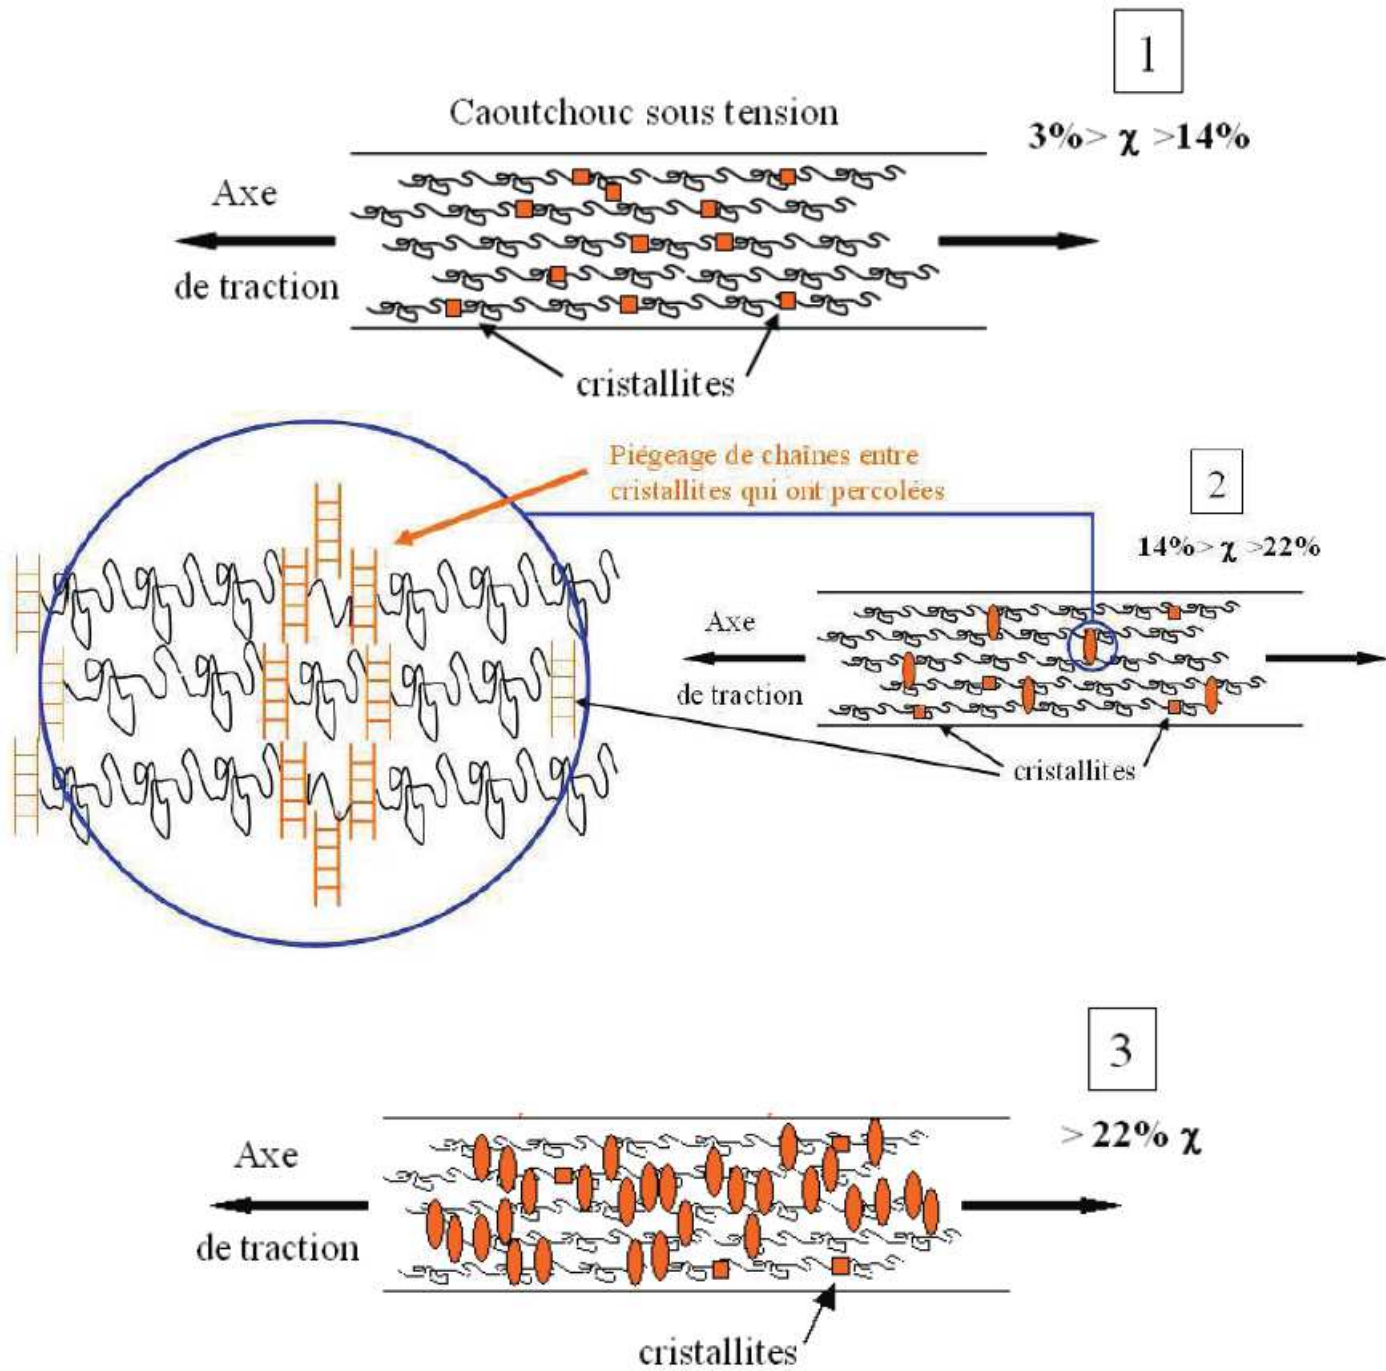 1
Caoutchouc sous tension
3%> χ >14%
Axe
de traction
cristallites
Piégeage de chaînes entre
cristallites qui ont percolées
2
14%> χ >22%
Axe
de traction
cristallites
3
> 22% χ
Axe
de traction
cristallites